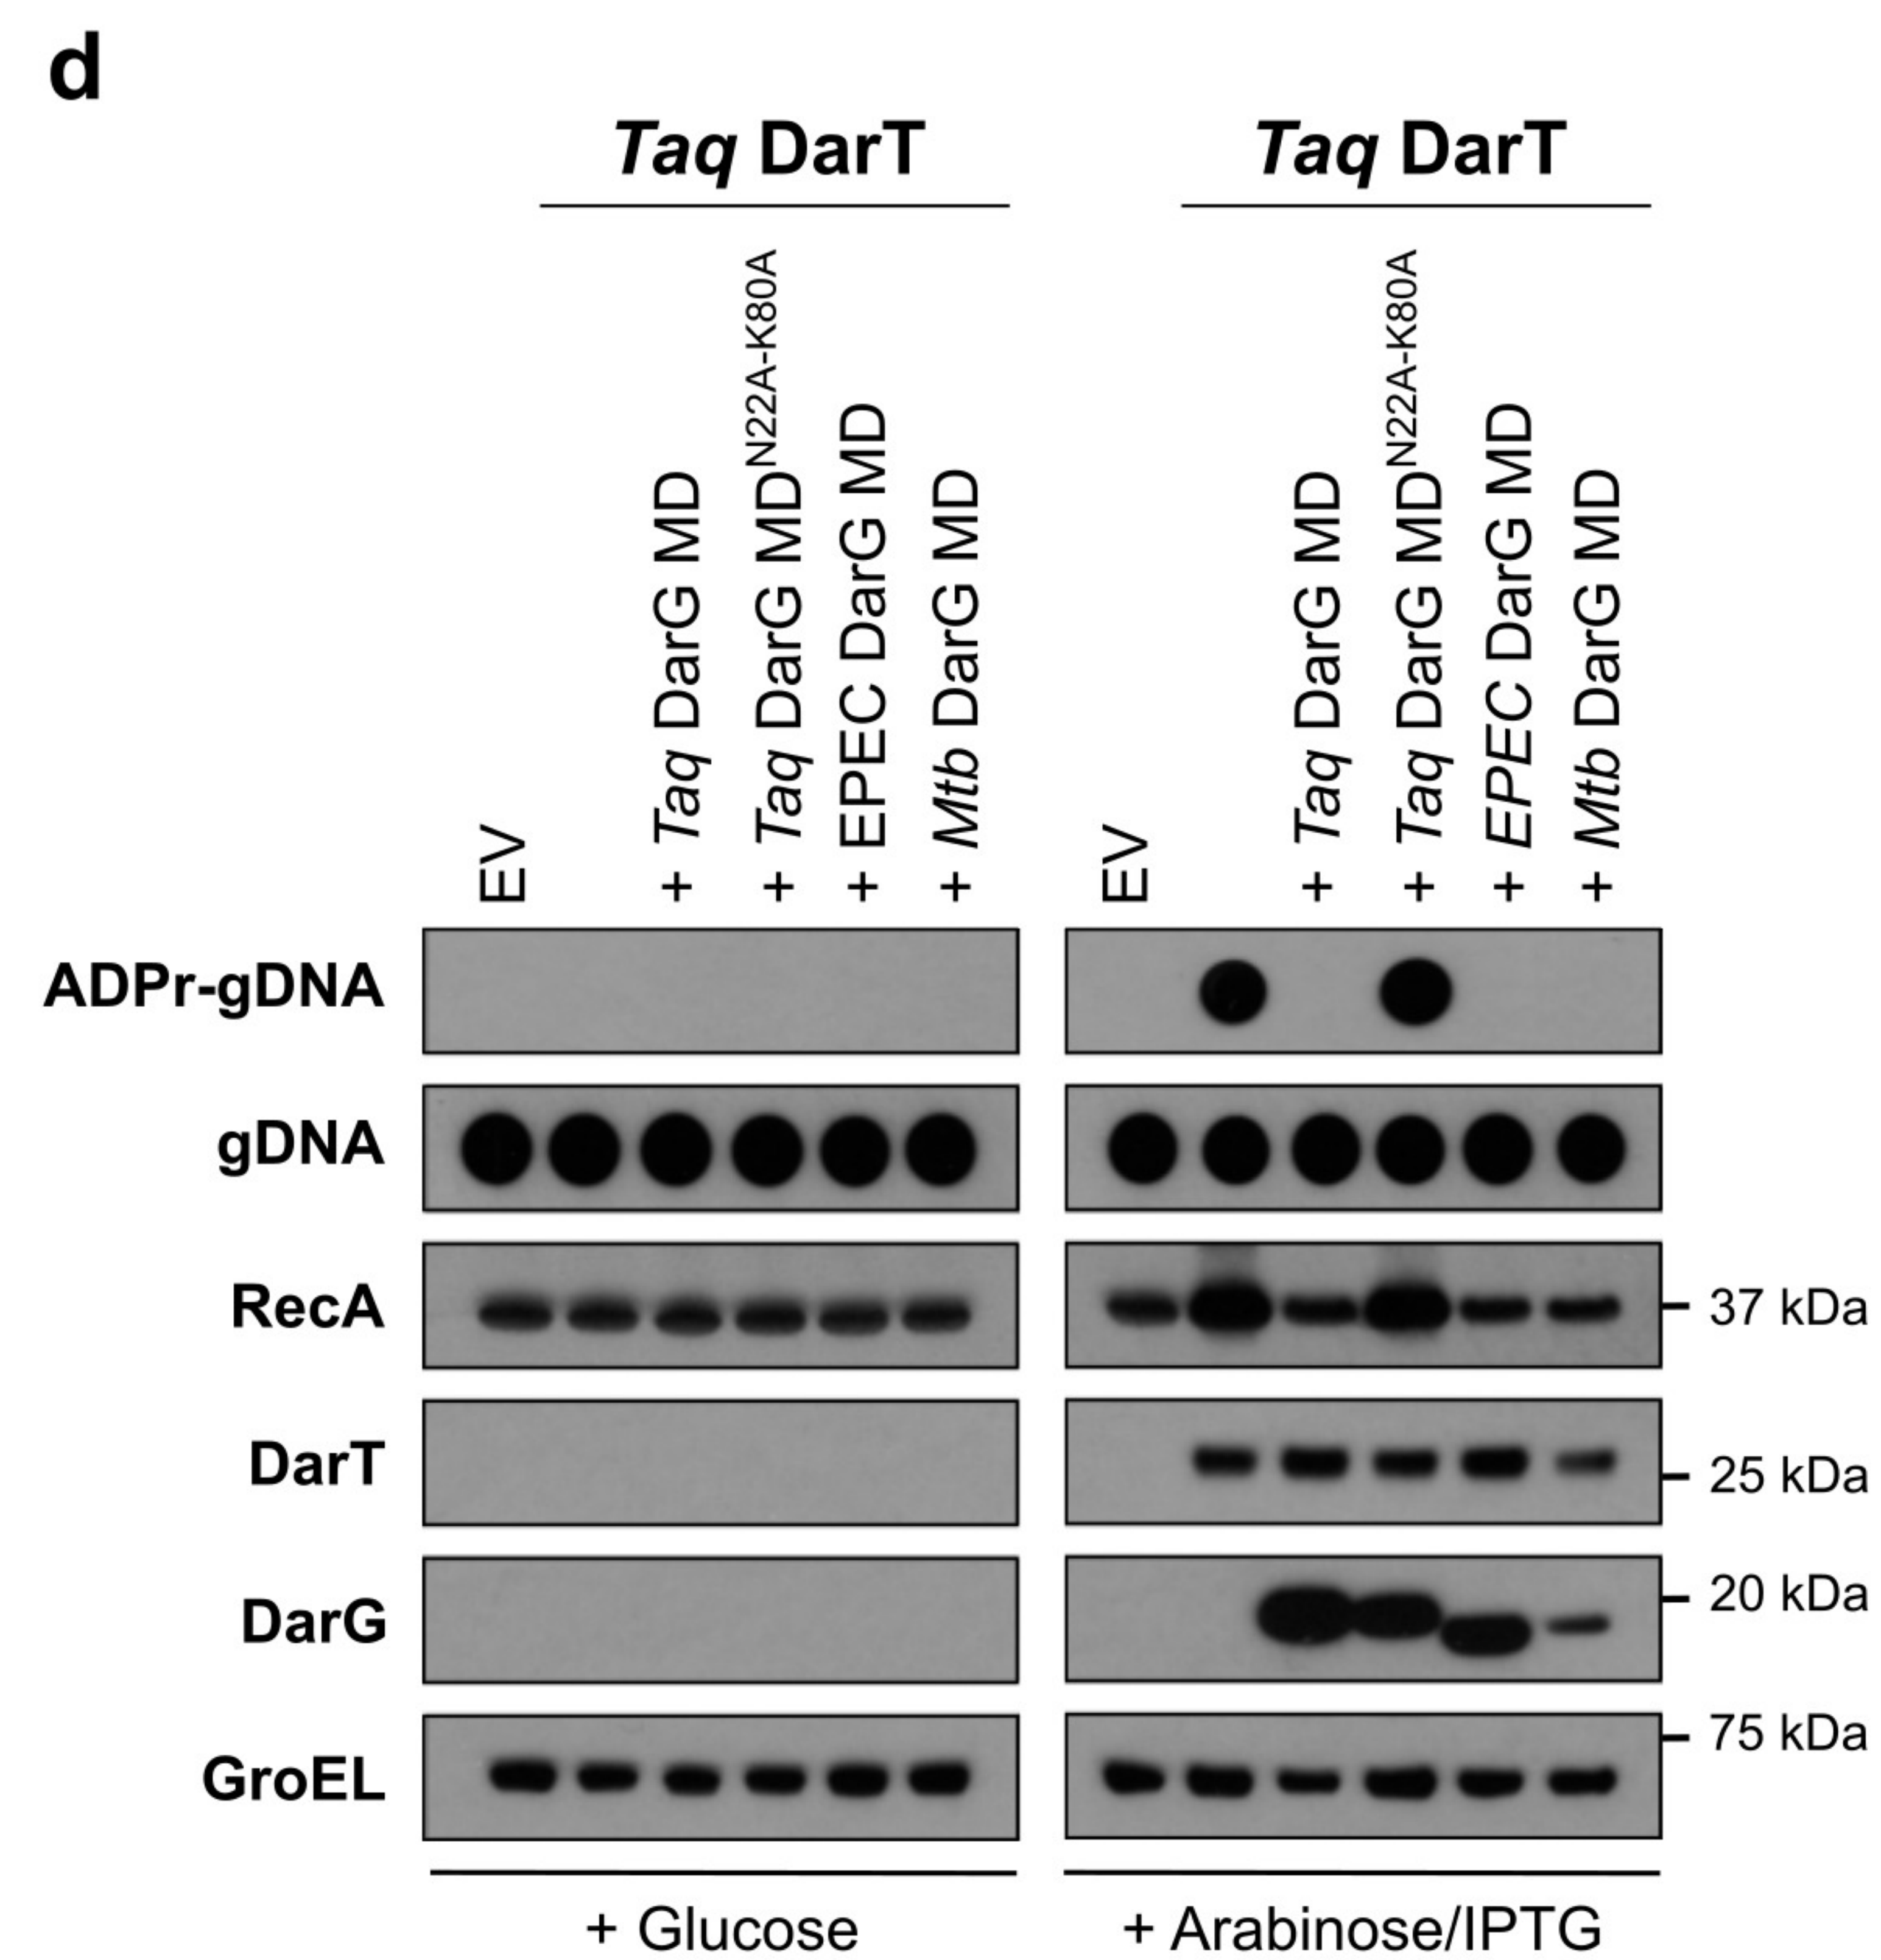 d
Taq DarT
Taq DarT
EV
+ Taq DarG MD
+ Taq DarG MDN22A-K80A
+ EPEC DarG MD
+ Mtb DarG MD
EV
+ Taq DarG MD
+ Taq DarG MDN22A-K80A
+ EPEC DarG MD
+ Mtb DarG MD
ADPr-gDNA
gDNA
RecA
37 kDa
DarT
25 kDa
DarG
20 kDa
GroEL
75 kDa
+ Glucose
+ Arabinose/IPTG